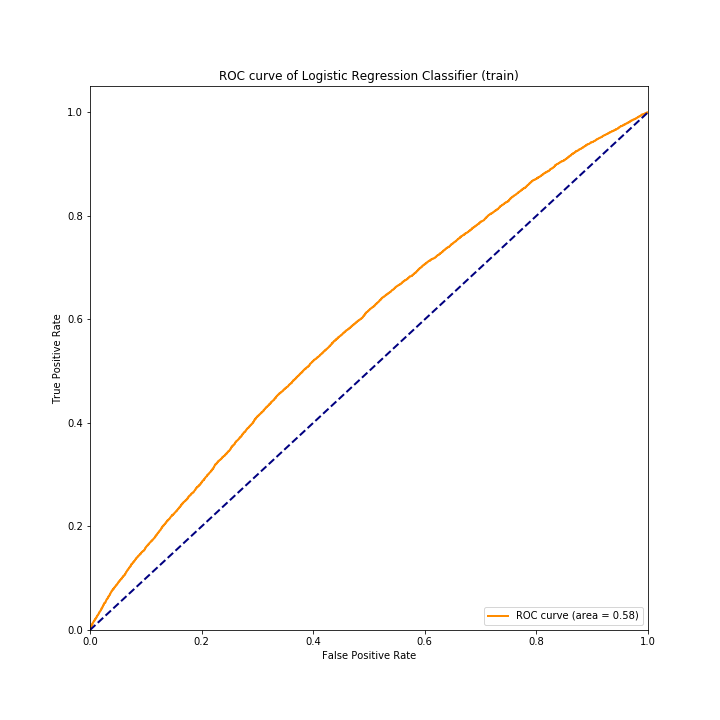 ROC curve of Logistic Regression Classifier (train)
True Positive Rate
1.0
0.8
0.6
0.4
0.2
0.0
0.0 0.2 0.4 0.6 0.8 1.0
False Positive Rate
ROC curve (area = 0.58)